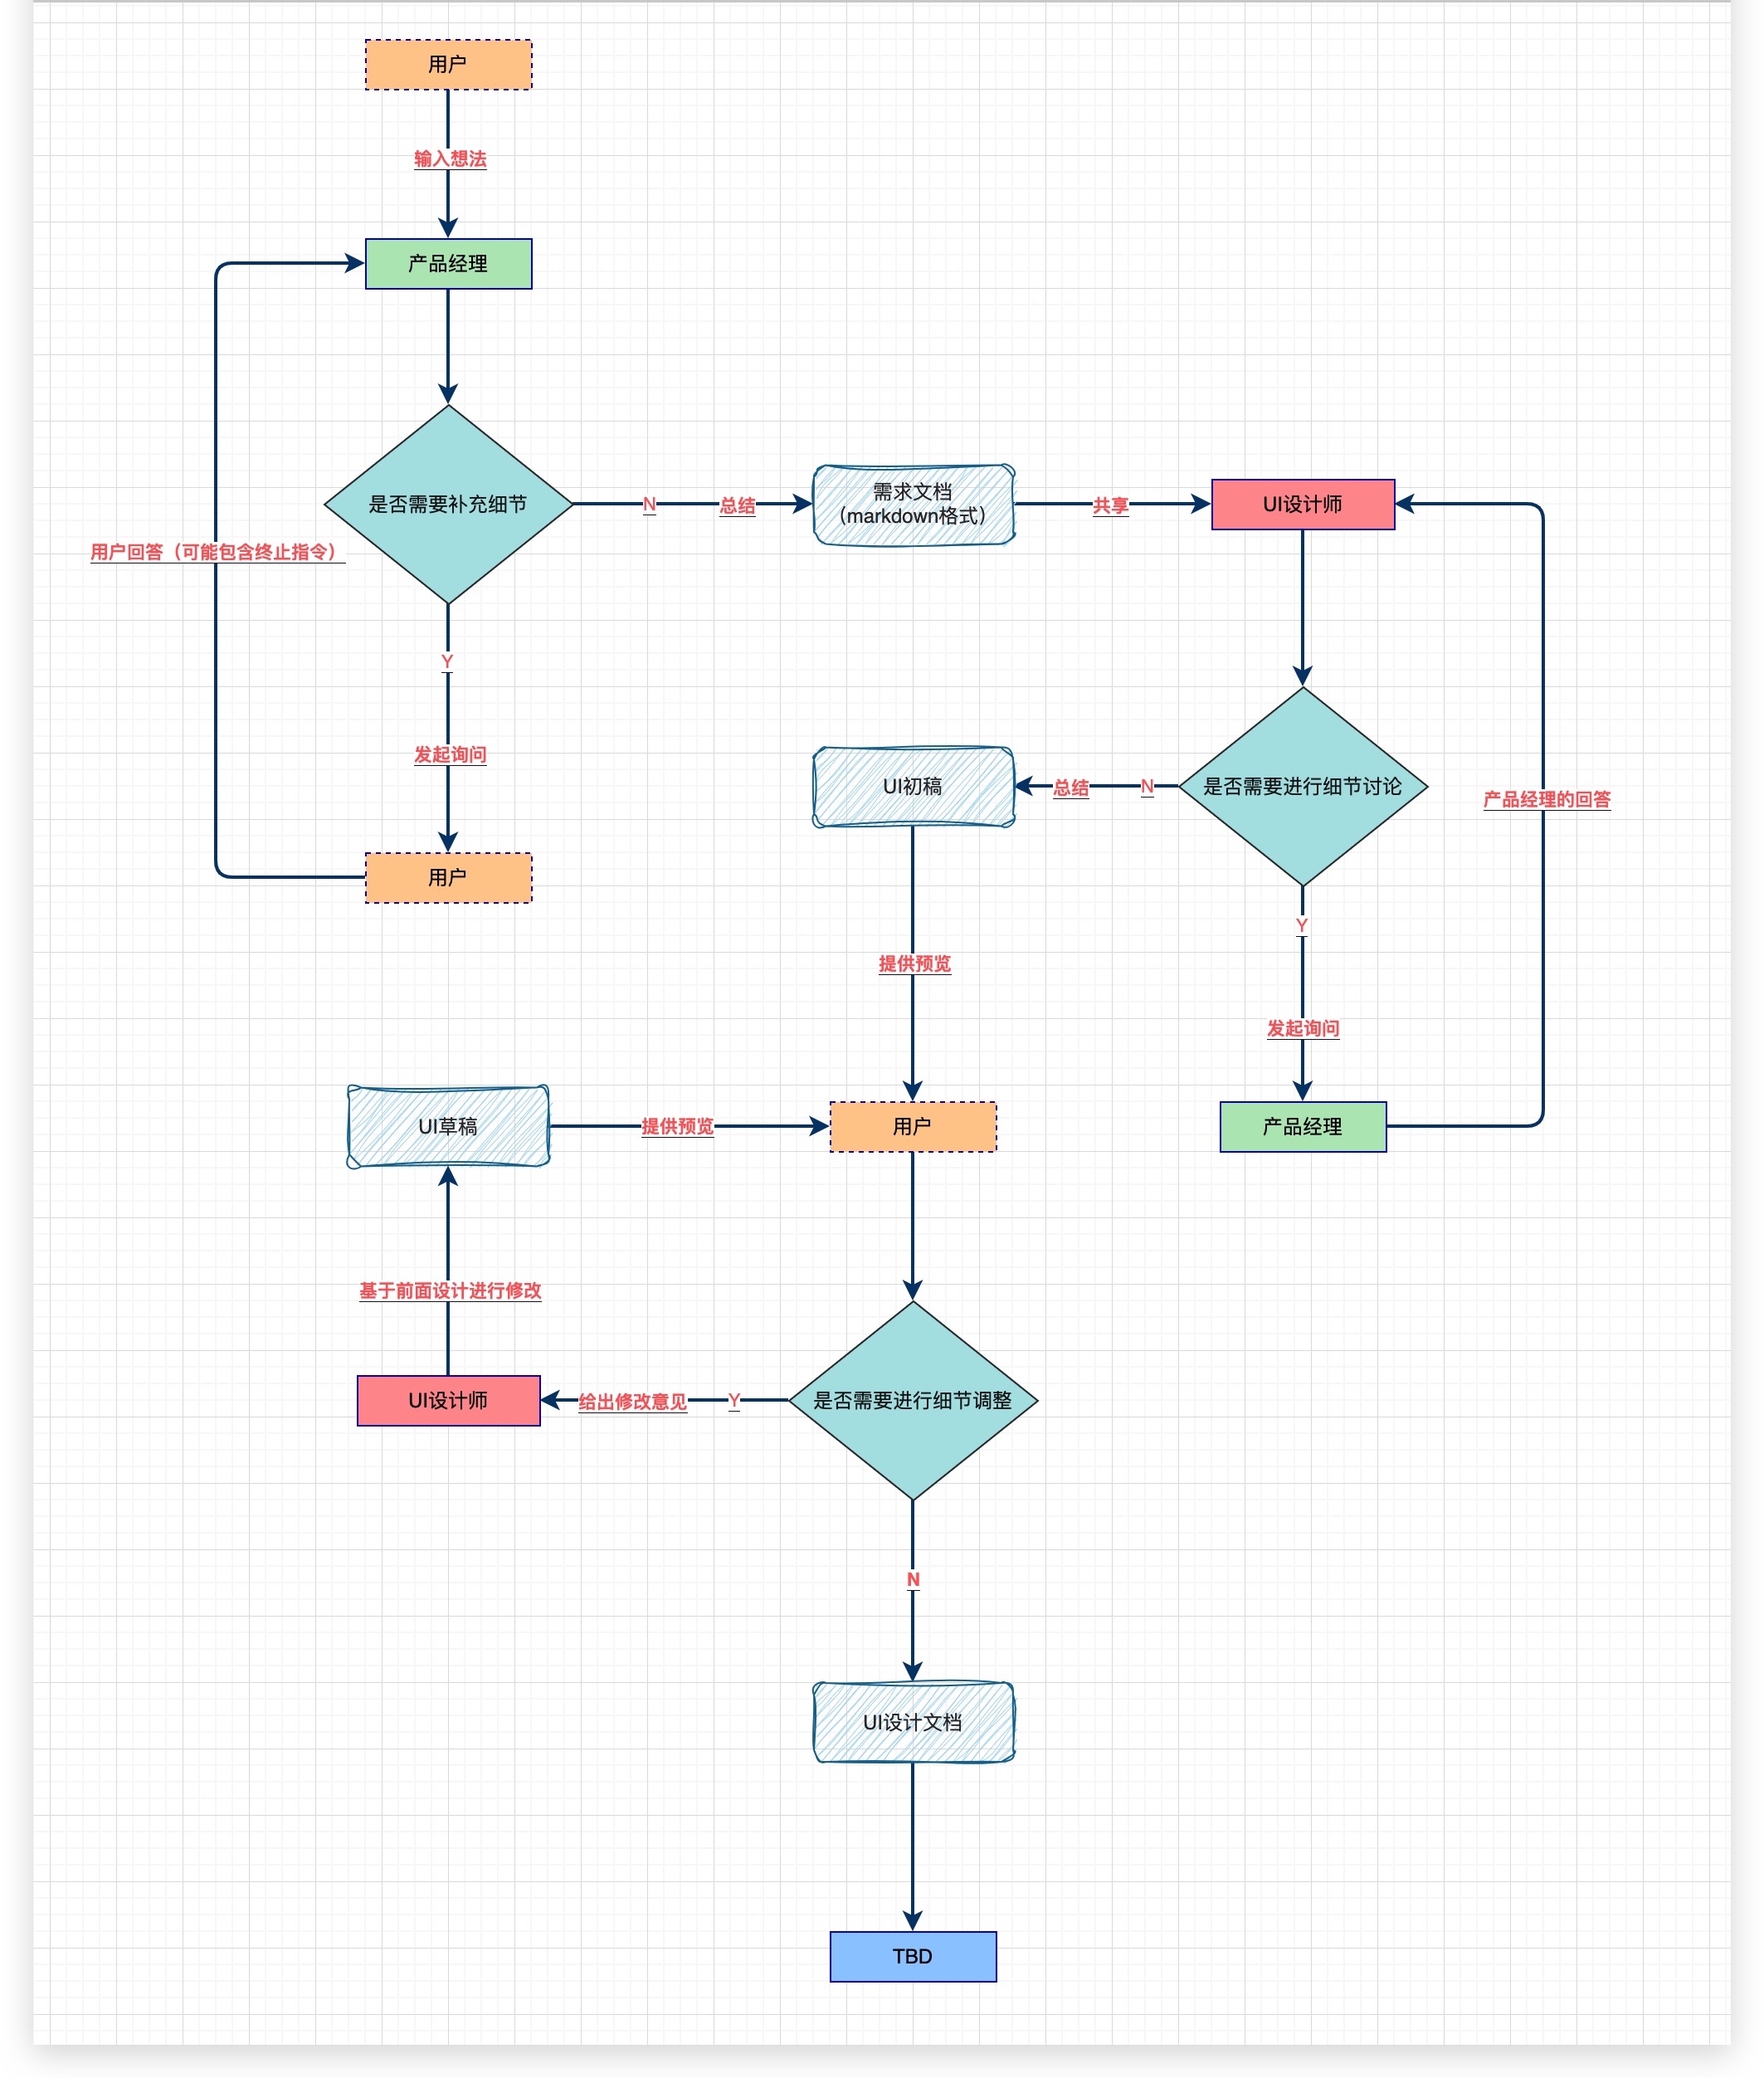 用户
输入想法
产品经理
是否需要补充细节
N
总结
需求文档
（markdown格式）
共享
UI设计师
用户回答（可能包含终止指令）
Y
发起询问
用户
UI初稿
总结
N
是否需要进行细节讨论
产品经理的回答
Y
提供预览
发起询问
UI草稿
提供预览
用户
产品经理
基于前面设计进行修改
UI设计师
给出修改意见
Y
是否需要进行细节调整
N
UI设计文档
TBD